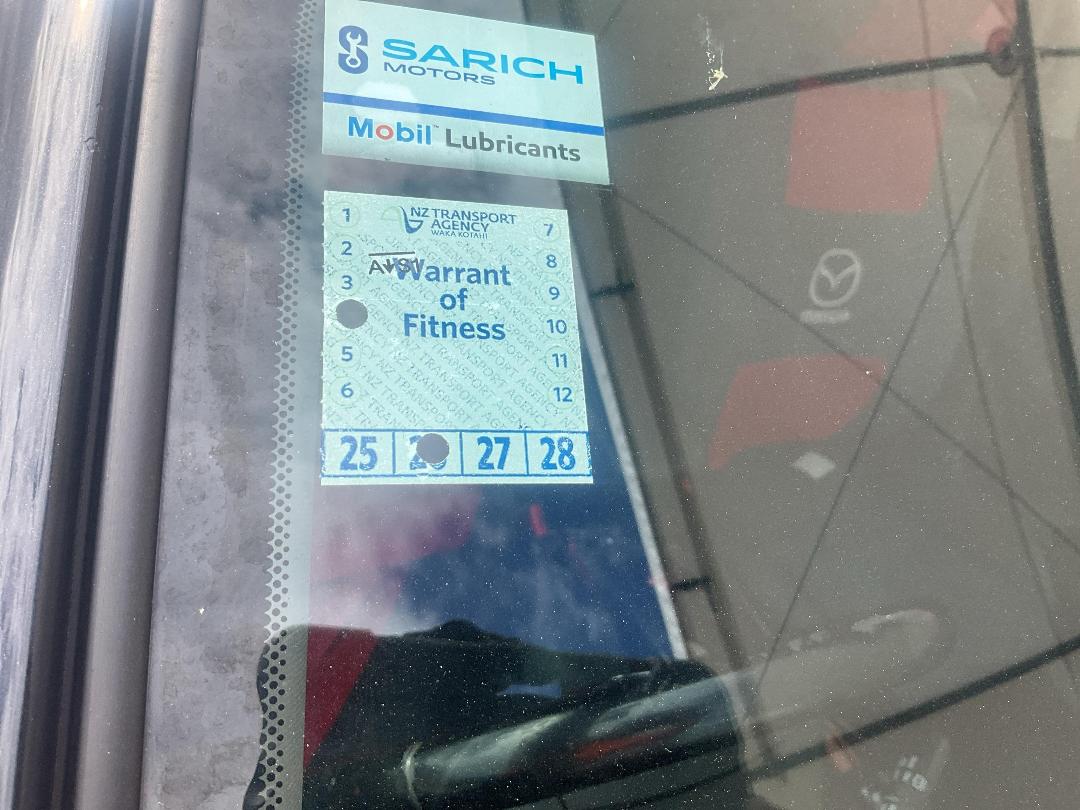 SARICH
MOTORS
Mobil™ Lubricants
NZ TRANSPORT
AGENCY
WAKA KOTAHI
Warrant
of
Fitness
1 7
2 8
3 9
10
5 11
6 12
25 27 28